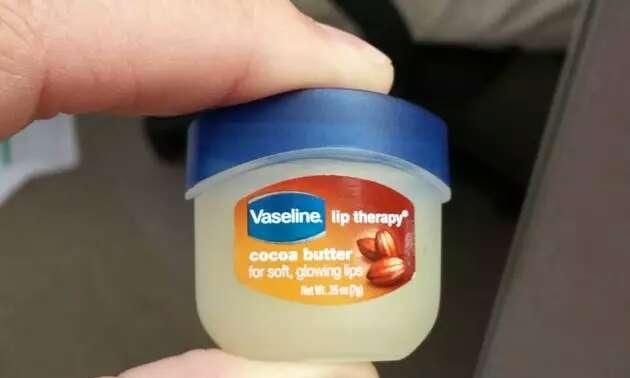 Vaseline. lip therapy®
cocoa butter
for soft, glowing lips
Net Wt. .25 oz (7g)